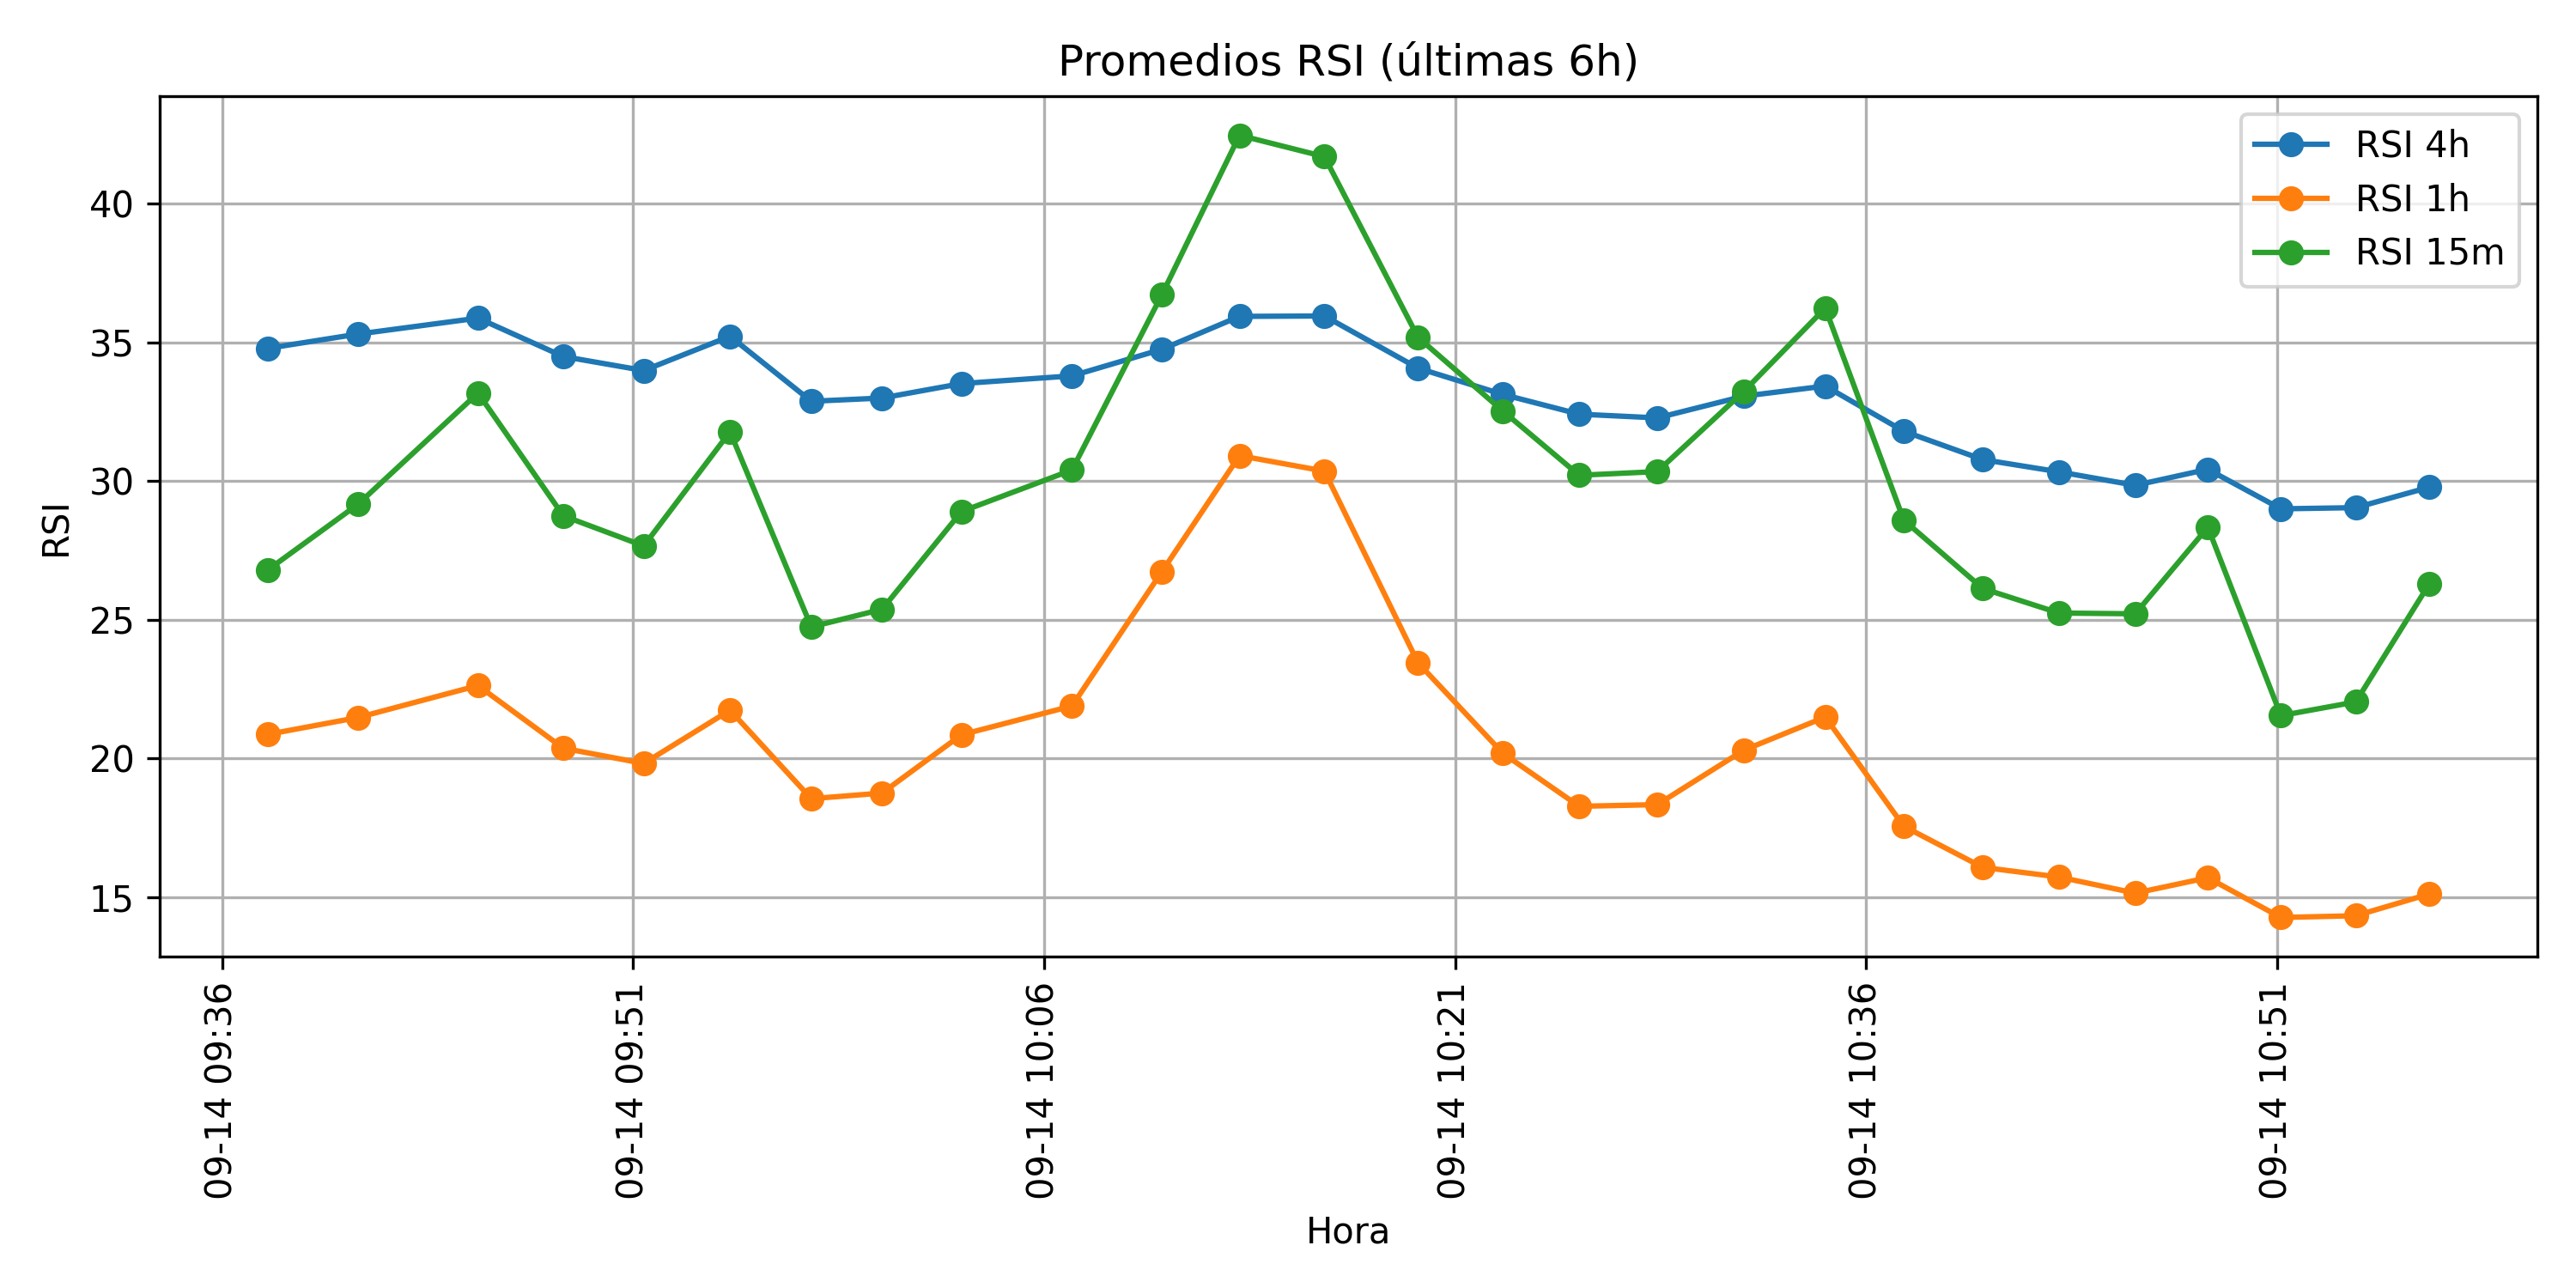 Promedios RSI (últimas 6h)
RSI 4h
RSI 1h
RSI 15m
RSI
40
35
30
25
20
15
09-14 09:36
09-14 09:51
09-14 10:06
09-14 10:21
09-14 10:36
09-14 10:51
Hora